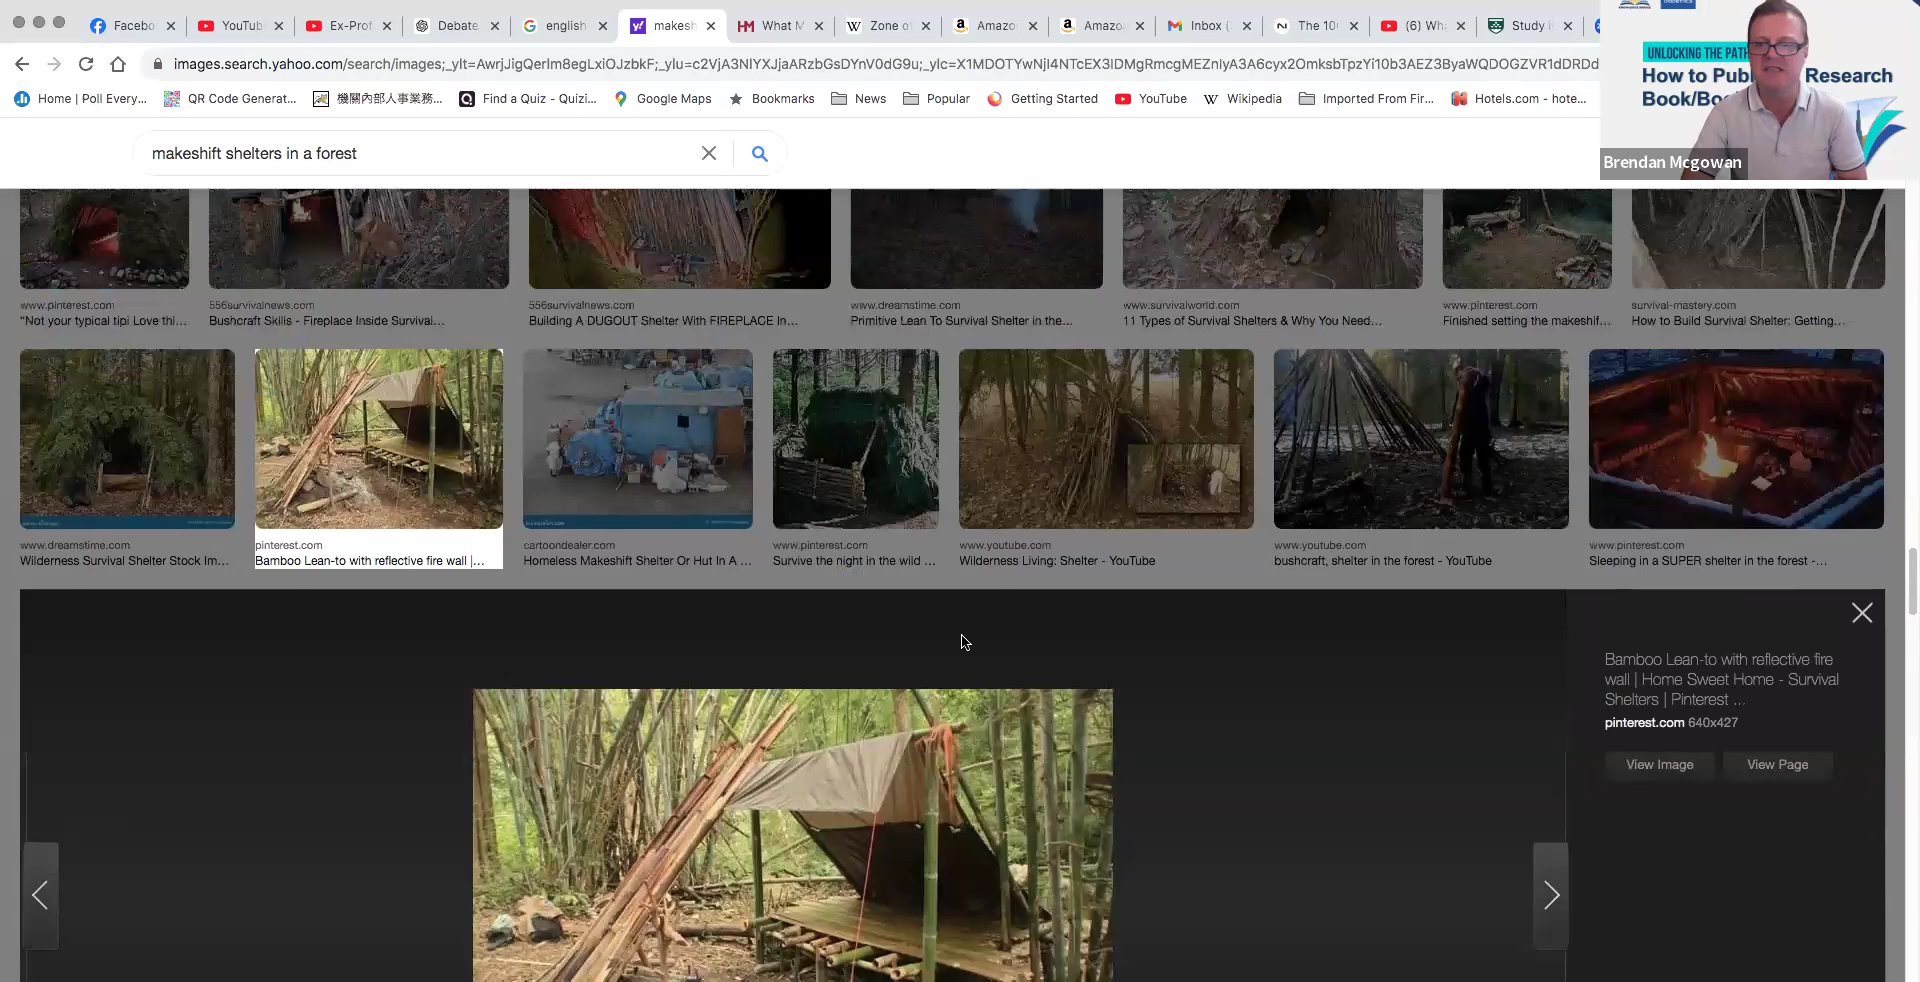 Facebo
YouTub
Ex-Prof
Debate
english
makesh
What M
Zone o
Amazo
Amazo
Inbox (
The 10
(6) Wh
Study i
images.search.yahoo.com/search/images;_ylt=AwrjJigQerIm8egLxiOJzbkF;_ylu=c2VjA3NlYXJjaARzbGsDYnV0dG9u;_ylc=X1MDOTYwNjI4NTcEX3IDMgRmcgMEZnIyA3A6cyx2OmksbTpzYi10b3AEZ3ByaWQDOGZVR1dDRDd
Home | Poll Every...
QR Code Generat...
機關內部人事業務...
Find a Quiz - Quizi...
Google Maps
Bookmarks
News
Popular
Getting Started
YouTube
Wikipedia
Imported From Fir...
Hotels.com - hote...
UNLOCKING THE PATH
How to Pub Research
Book/Bo
Brendan Mcgowan
makeshift shelters in a forest
www.pinterest.com
"Not your typical tipi Love thi...
556survivalnews.com
Bushcraft Skills - Fireplace Inside Survival...
556survivalnews.com
Building A DUGOUT Shelter With FIREPLACE In...
www.dreamstime.com
Primitive Lean To Survival Shelter in the...
www.survivalworld.com
11 Types of Survival Shelters & Why You Need...
www.pinterest.com
Finished setting the makeshif...
survival-mastery.com
How to Build Survival Shelter: Getting...
www.dreamstime.com
Wilderness Survival Shelter Stock Im...
pinterest.com
Bamboo Lean-to with reflective fire wall |...
cartoondealer.com
Homeless Makeshift Shelter Or Hut In A ...
www.pinterest.com
Survive the night in the wild ...
www.youtube.com
Wilderness Living: Shelter - YouTube
www.youtube.com
bushcraft, shelter in the forest - YouTube
www.pinterest.com
Sleeping in a SUPER shelter in the forest -...
Bamboo Lean-to with reflective fire
wall | Home Sweet Home - Survival
Shelters | Pinterest ...
pinterest.com 640x427
View Image
View Page